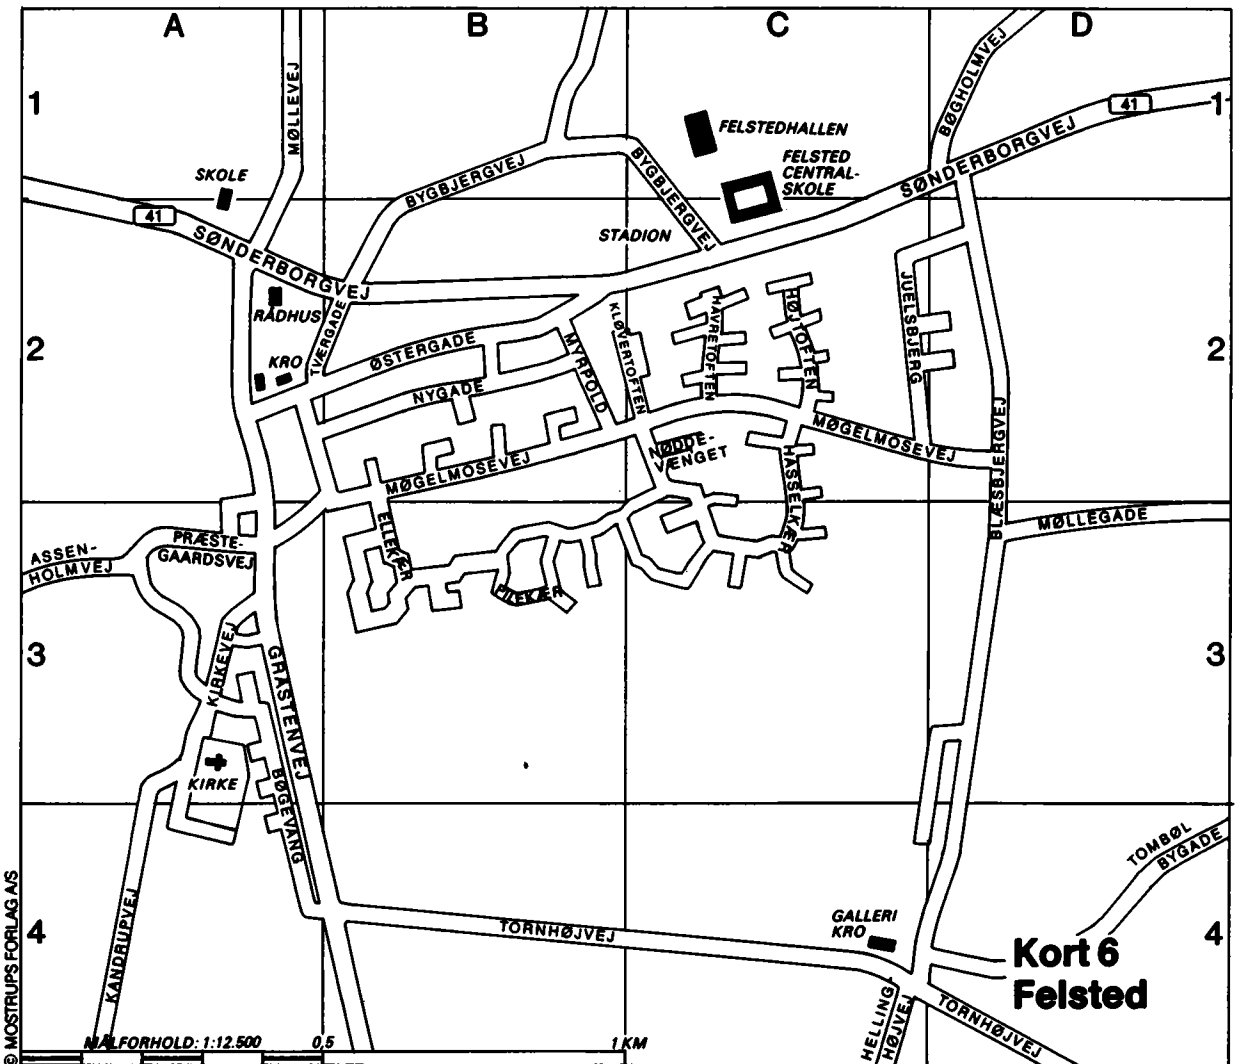 A B C D
1
MØLLEVEJ
BØGHOLMVEJ
41
1
FELSTEDHALLEN
BYGBJERGVEJ
BYGBJERGVEJ
FELSTED
CENTRAL-
SKOLE
SØNDERBORGVEJ
SKOLE
41
SØNDERBORGVEJ
STADION
RÅDHUS
TVÆRGADE
KRO
2
ØSTERGADE
NYGADE
MYRPOLD
KLØVERTOFTEN
HAVRETOFTEN
HØJTOFTEN
JUELSBJERG
2
MØGELMOSEVEJ
NØDDE-
VÆNGET
MØGELMOSEVEJ
HASSELKÆR
BLÆSBJERGVEJ
MØLLEGADE
ELLEKÆR
PILEKÆR
PRÆSTE-
GAARDSVEJ
ASSEN-
HOLMVEJ
3
KIRKEVEJ
GRÅSTENVEJ
3
KIRKE
BØGEVANG
TOMBØL
BYGADE
KANDRUPVEJ
4
TORNHØJVEJ
GALLERI
KRO
4
Kort 6
Felsted
HELLING-
HØJVEJ
TORNHØJVEJ
© MOSTRUPS FORLAG A/S
MÅLFORHOLD: 1:12.500 0,5 1 KM